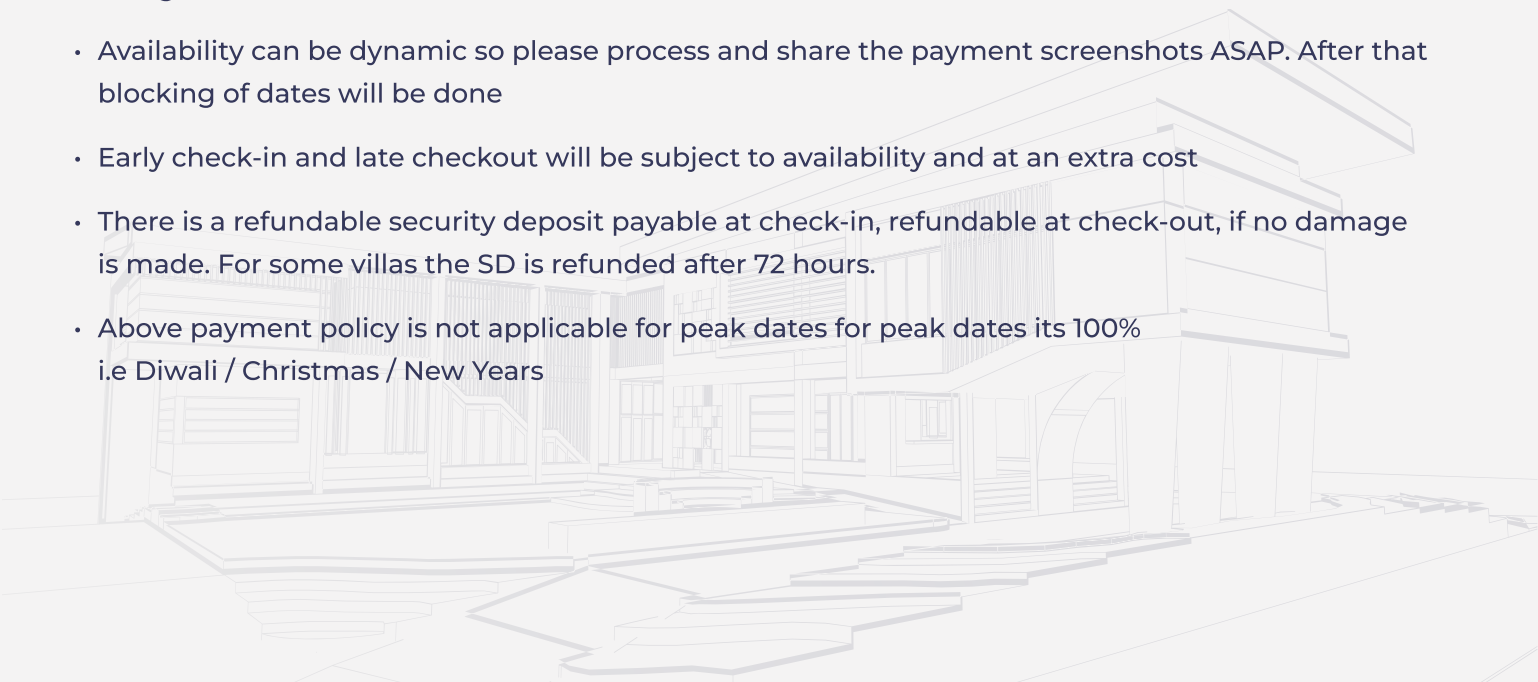 • Availability can be dynamic so please process and share the payment screenshots ASAP. After that
blocking of dates will be done
• Early check-in and late checkout will be subject to availability and at an extra cost
• There is a refundable security deposit payable at check-in, refundable at check-out, if no damage
is made. For some villas the SD is refunded after 72 hours.
• Above payment policy is not applicable for peak dates for peak dates its 100%
i.e Diwali / Christmas / New Years